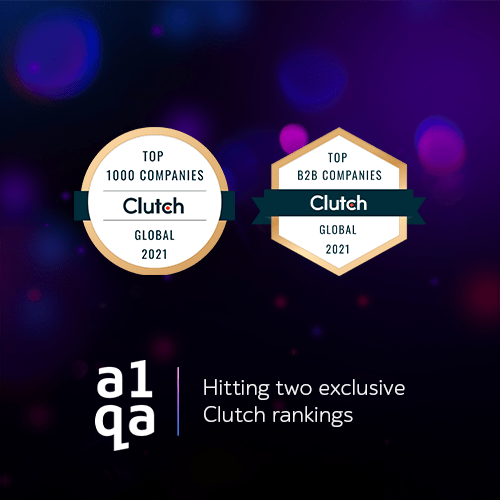 TOP
1000 COMPANIES
Clutch
GLOBAL
2021
TOP
B2B COMPANIES
Clutch
GLOBAL
2021
a1
qa
Hitting two exclusive
Clutch rankings